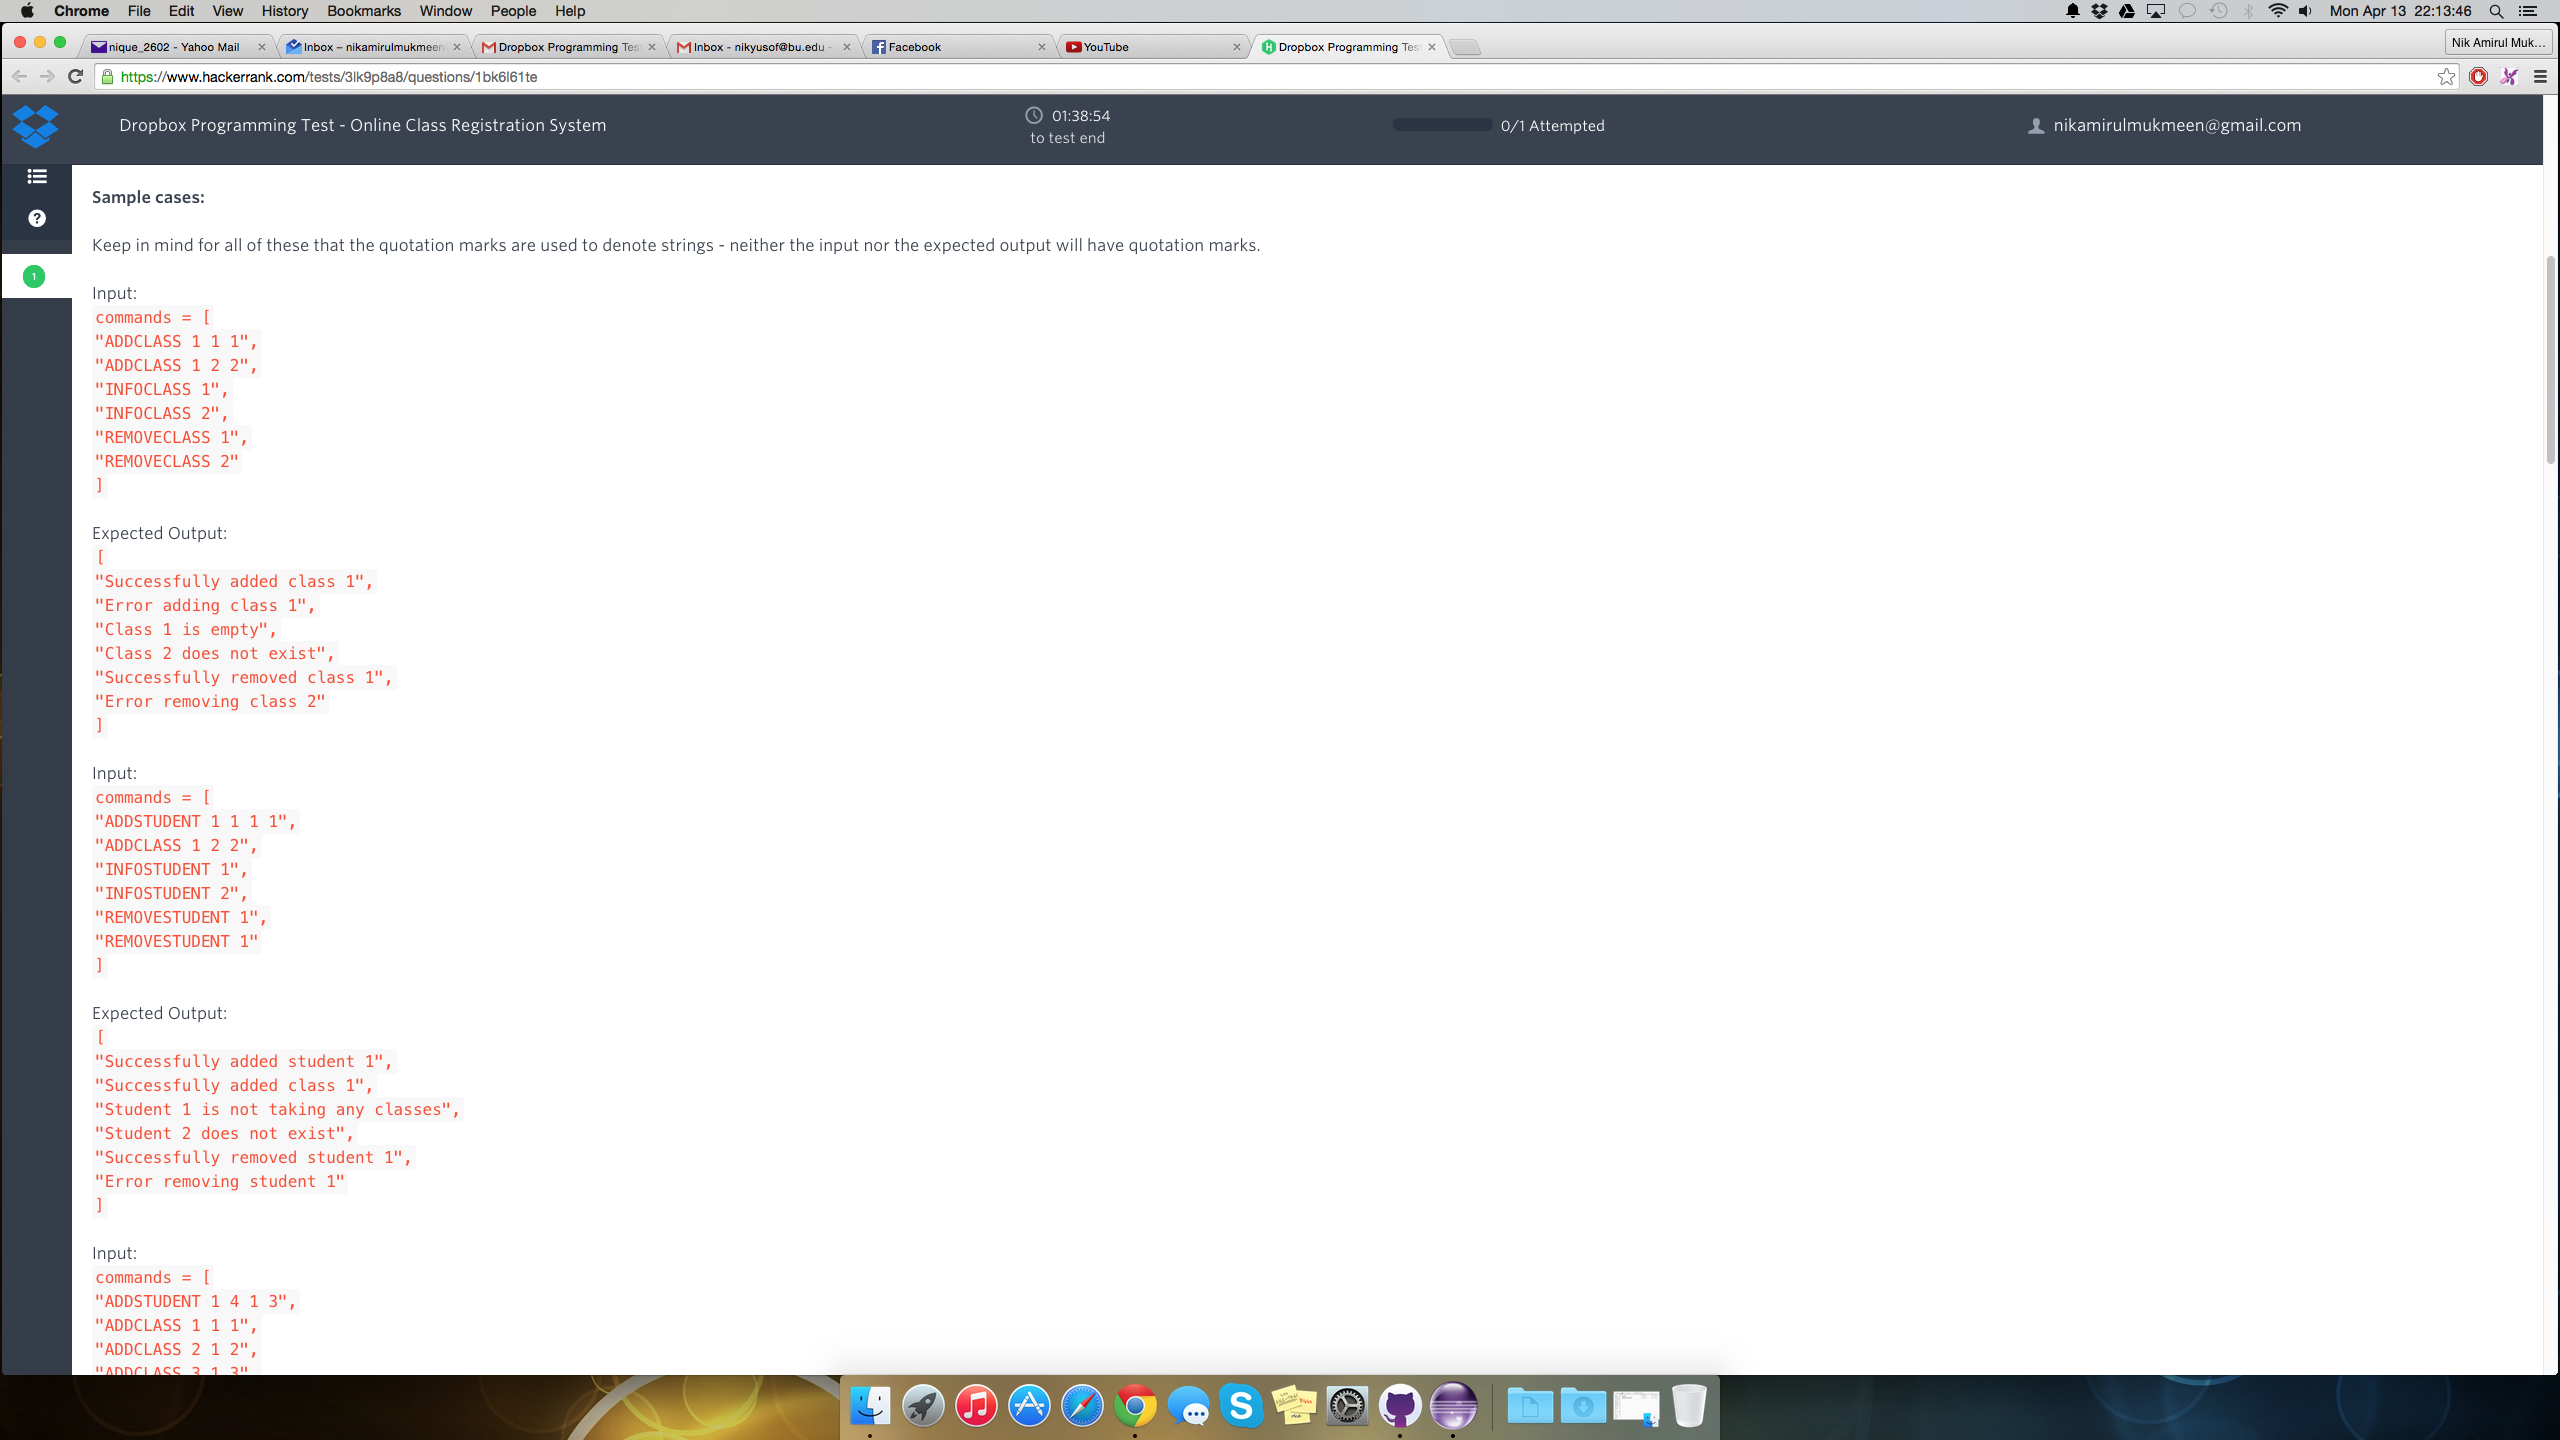 Chrome File Edit View History Bookmarks Window People Help Mon Apr 13 22:13:46
nique_2602 - Yahoo Mail Inbox – nikamirulmukmeen Dropbox Programming Tes Inbox - nikyusof@bu.edu - Facebook YouTube Dropbox Programming Tes Nik Amirul Muk...
https://www.hackerrank.com/tests/3lk9p8a8/questions/1bk6l61te
Dropbox Programming Test - Online Class Registration System
01:38:54
to test end
0/1 Attempted
nikamirulmukmeen@gmail.com
1
Sample cases:
Keep in mind for all of these that the quotation marks are used to denote strings - neither the input nor the expected output will have quotation marks.
Input:
commands = [
"ADDCLASS 1 1 1",
"ADDCLASS 1 2 2",
"INFOCLASS 1",
"INFOCLASS 2",
"REMOVECLASS 1",
"REMOVECLASS 2"
]
Expected Output:
[
"Successfully added class 1",
"Error adding class 1",
"Class 1 is empty",
"Class 2 does not exist",
"Successfully removed class 1",
"Error removing class 2"
]
Input:
commands = [
"ADDSTUDENT 1 1 1 1",
"ADDCLASS 1 2 2",
"INFOSTUDENT 1",
"INFOSTUDENT 2",
"REMOVESTUDENT 1",
"REMOVESTUDENT 1"
]
Expected Output:
[
"Successfully added student 1",
"Successfully added class 1",
"Student 1 is not taking any classes",
"Student 2 does not exist",
"Successfully removed student 1",
"Error removing student 1"
]
Input:
commands = [
"ADDSTUDENT 1 4 1 3",
"ADDCLASS 1 1 1",
"ADDCLASS 2 1 2",
"ADDCLASS 3 1 3"